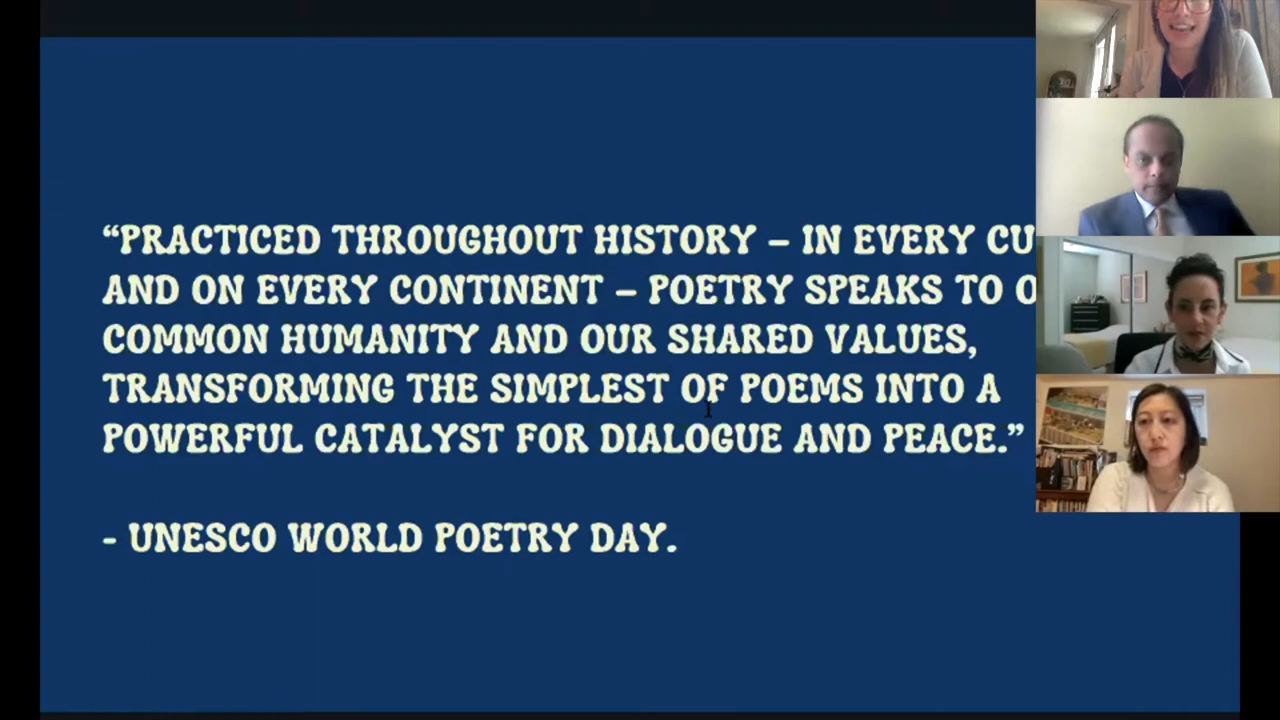 “PRACTICED THROUGHOUT HISTORY – IN EVERY CU
AND ON EVERY CONTINENT – POETRY SPEAKS TO O
COMMON HUMANITY AND OUR SHARED VALUES,
TRANSFORMING THE SIMPLEST OF POEMS INTO A
POWERFUL CATALYST FOR DIALOGUE AND PEACE.”
- UNESCO WORLD POETRY DAY.